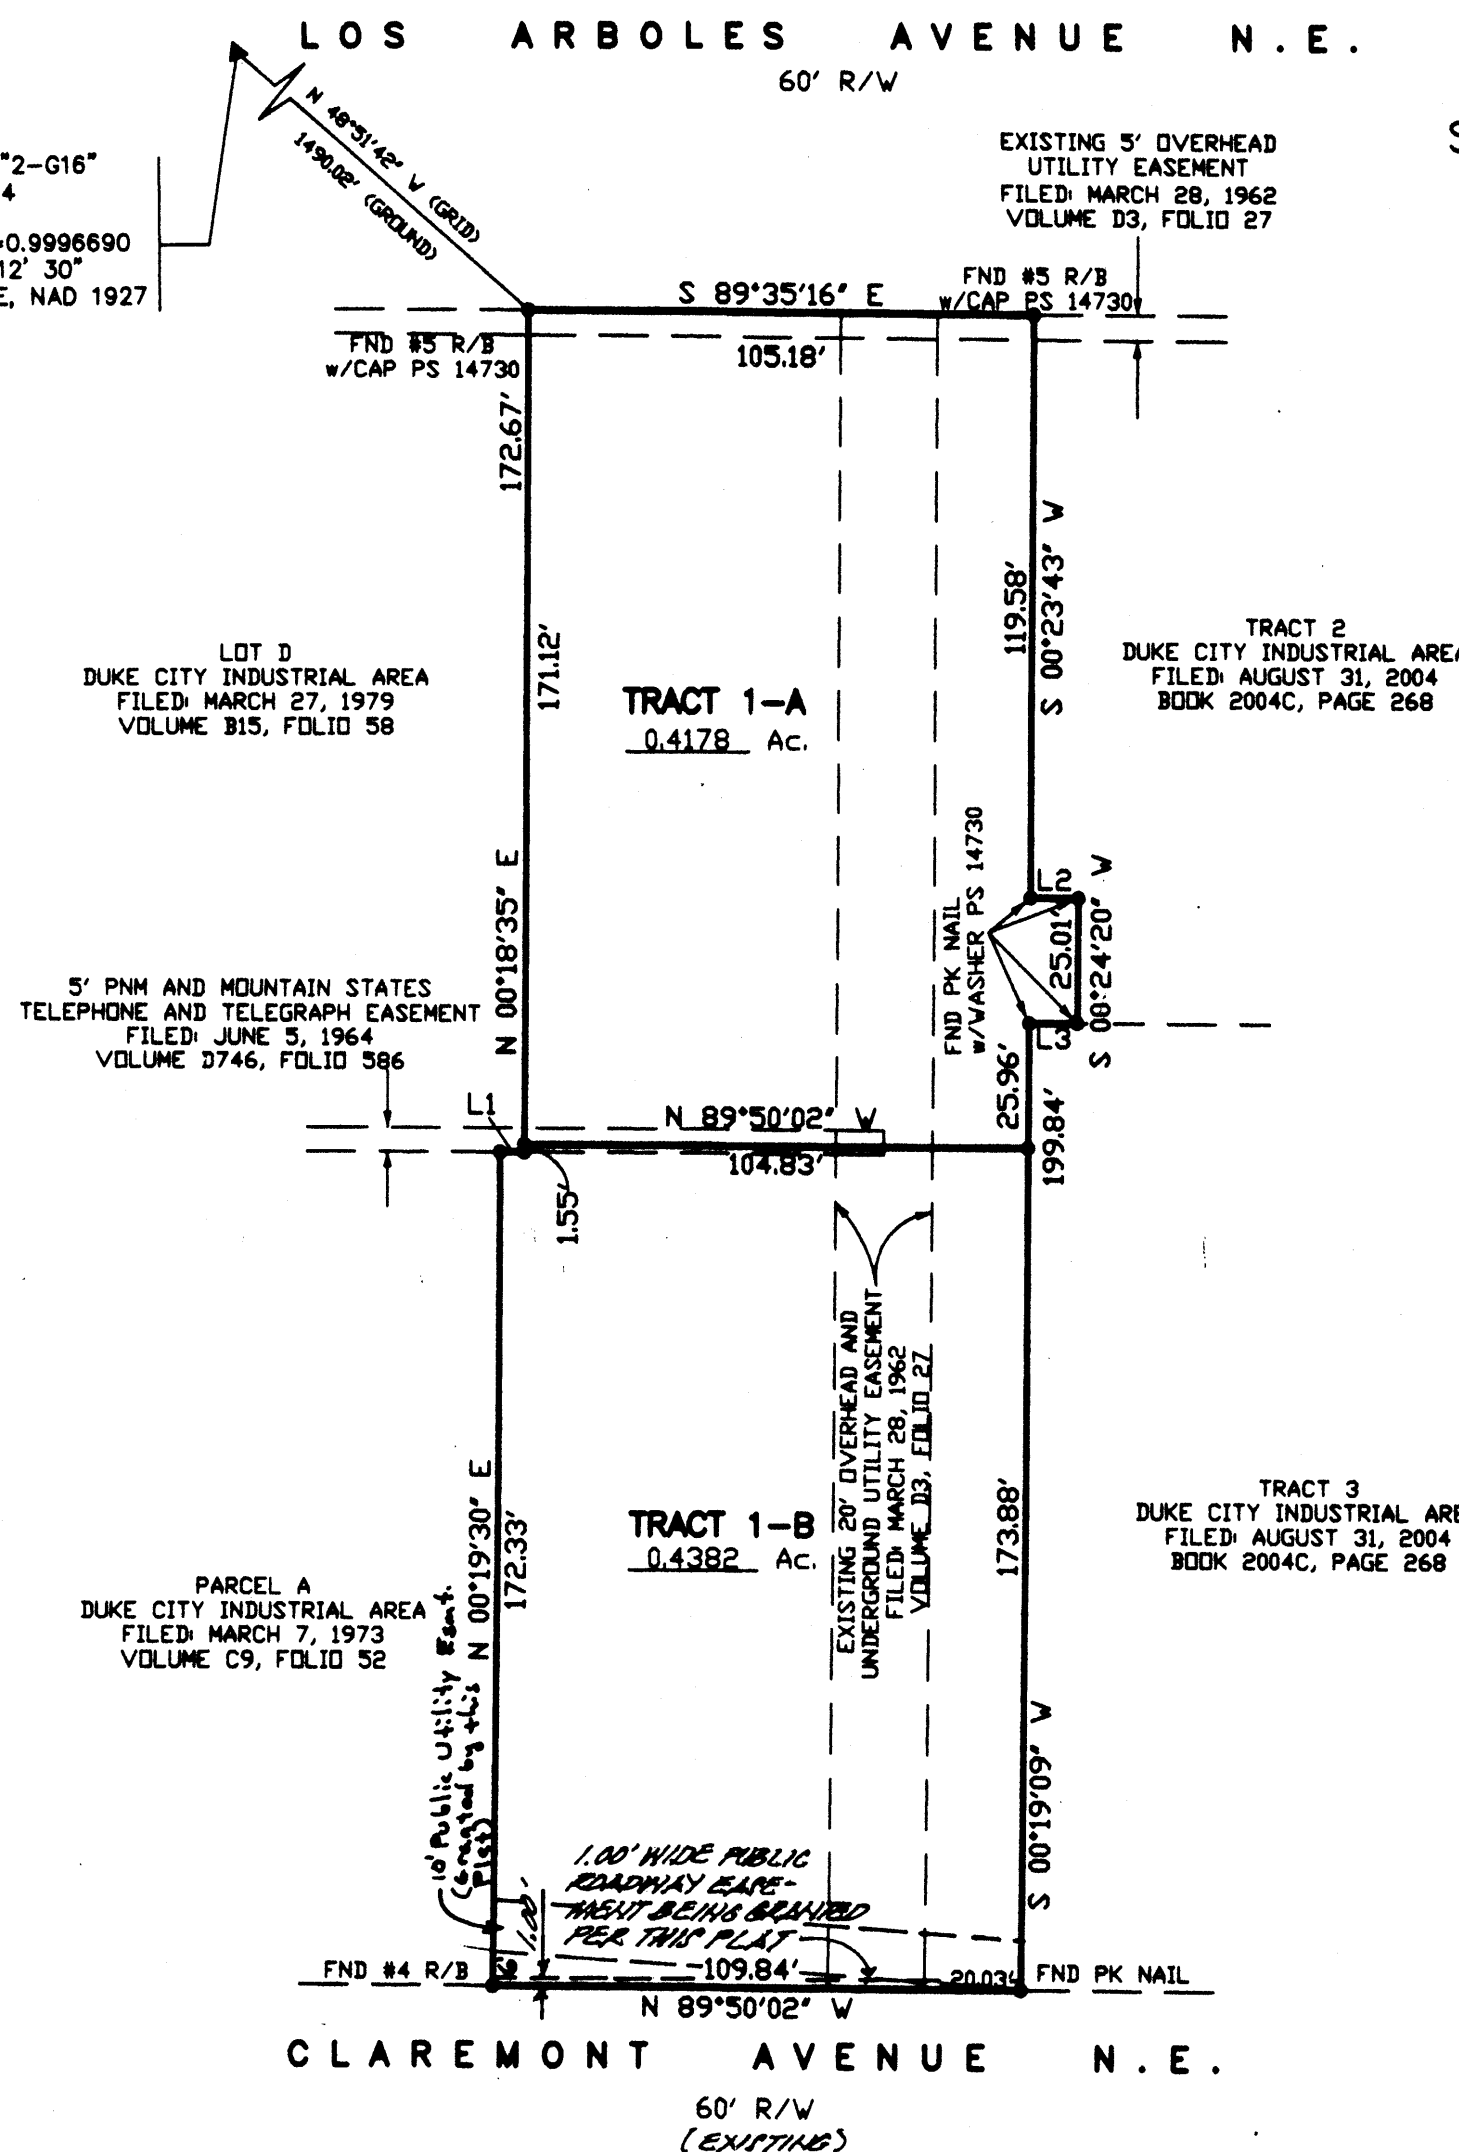 LOS ARBOLES AVENUE N.E.
60' R/W
N 48°51'42" W (GRID)
1490.02' (GROUND)
"2-G16"
4
0.9996690
12' 30"
E, NAD 1927
EXISTING 5' OVERHEAD
UTILITY EASEMENT
FILED: MARCH 28, 1962
VOLUME D3, FOLIO 27
S
S 89°35'16" E
FND #5 R/B
w/CAP PS 14730
FND #5 R/B
w/CAP PS 14730
105.18'
172.67'
171.12'
N 00°18'35" E
119.58'
S 00°23'43" W
LOT D
DUKE CITY INDUSTRIAL AREA
FILED: MARCH 27, 1979
VOLUME B15, FOLIO 58
TRACT 1-A
0.4178 Ac.
TRACT 2
DUKE CITY INDUSTRIAL AREA
FILED: AUGUST 31, 2004
BOOK 2004C, PAGE 268
FND PK NAIL
w/WASHER PS 14730
L2
25.01'
S 00°24'20" W
L3
25.96'
199.84'
5' PNM AND MOUNTAIN STATES
TELEPHONE AND TELEGRAPH EASEMENT
FILED: JUNE 5, 1964
VOLUME D746, FOLIO 586
L1
N 89°50'02" W
104.83'
1.55'
EXISTING 20' OVERHEAD AND
UNDERGROUND UTILITY EASEMENT
FILED: MARCH 28, 1962
VOLUME D3, FOLIO 27
N 00°19'30" E
172.33'
TRACT 1-B
0.4382 Ac.
173.88'
S 00°19'09" W
TRACT 3
DUKE CITY INDUSTRIAL ARE
FILED: AUGUST 31, 2004
BOOK 2004C, PAGE 268
PARCEL A
DUKE CITY INDUSTRIAL AREA
FILED: MARCH 7, 1973
VOLUME C9, FOLIO 52
10' Public Utility Esmt.
(Granted by this
Plat)
1.00' WIDE PUBLIC
ROADWAY EASE-
MENT BEING GRANTED
PER THIS PLAT
1.00'
FND #4 R/B
109.84'
20.03'
FND PK NAIL
N 89°50'02" W
CLAREMONT AVENUE N.E.
60' R/W
(EXISTING)